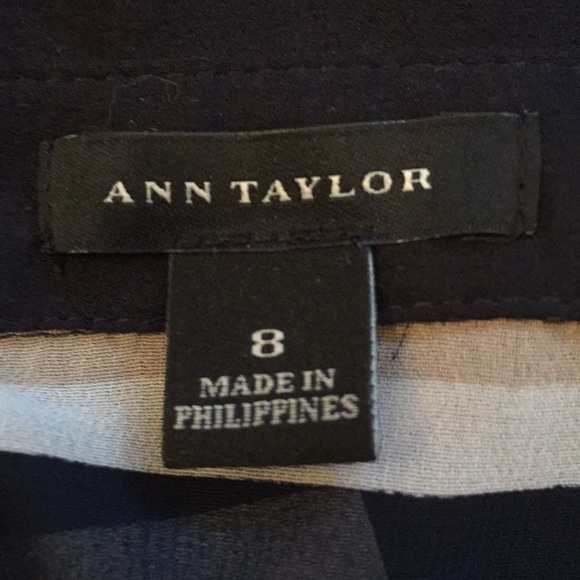 ANN TAYLOR
8
MADE IN
PHILIPPINES